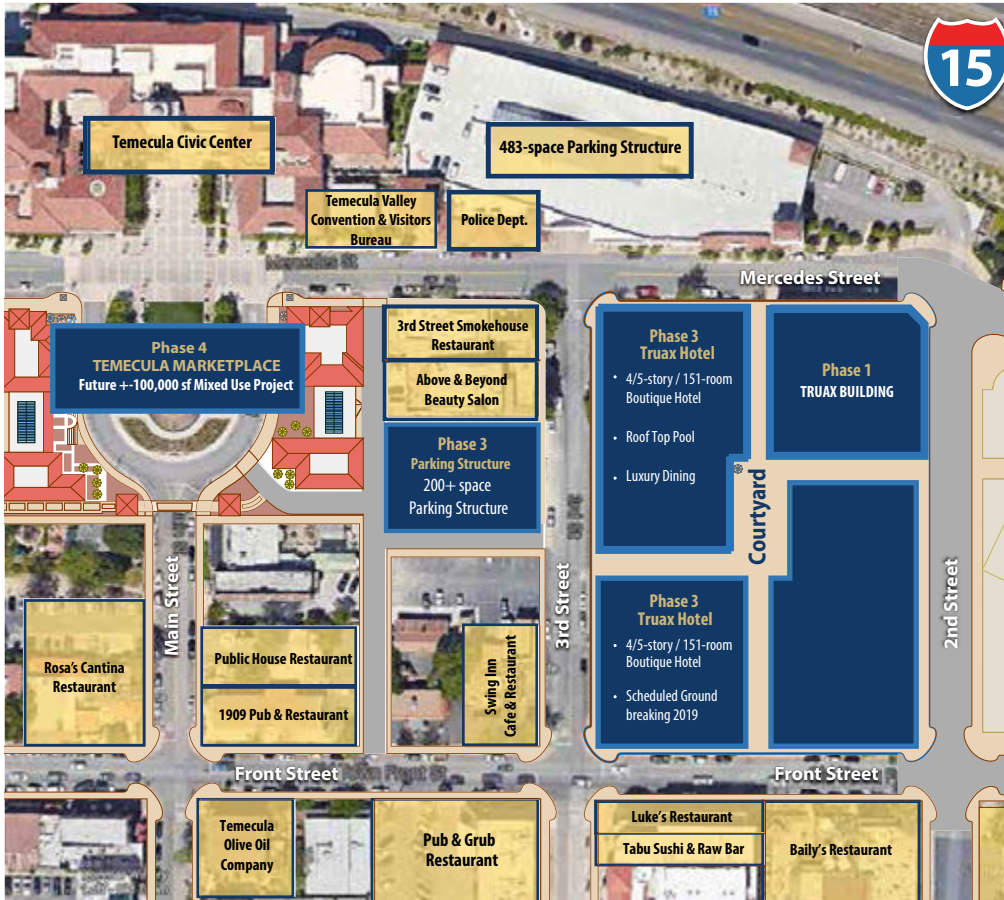 15
Temecula Civic Center
483-space Parking Structure
Temecula Valley
Convention & Visitors
Bureau
Police Dept.
Mercedes St
Mercedes Street
Phase 4
TEMECULA MARKETPLACE
Future +-100,000 sf Mixed Use Project
3rd Street Smokehouse
Restaurant
Above & Beyond
Beauty Salon
Phase 3
Parking Structure
200+ space
Parking Structure
Phase 3
Truax Hotel
• 4/5-story / 151-room
Boutique Hotel
• Roof Top Pool
• Luxury Dining
Phase 1
TRUAX BUILDING
Courtyard
Phase 3
Truax Hotel
• 4/5-story / 151-room
Boutique Hotel
• Scheduled Ground
breaking 2019
Main Street
3rd Street
2nd Street
Rosa's Cantina
Restaurant
Public House Restaurant
1909 Pub & Restaurant
Swing Inn
Cafe & Restaurant
Front Street
Front St
Front Street
Temecula
Olive Oil
Company
Pub & Grub
Restaurant
Luke's Restaurant
Tabu Sushi & Raw Bar
Baily's Restaurant